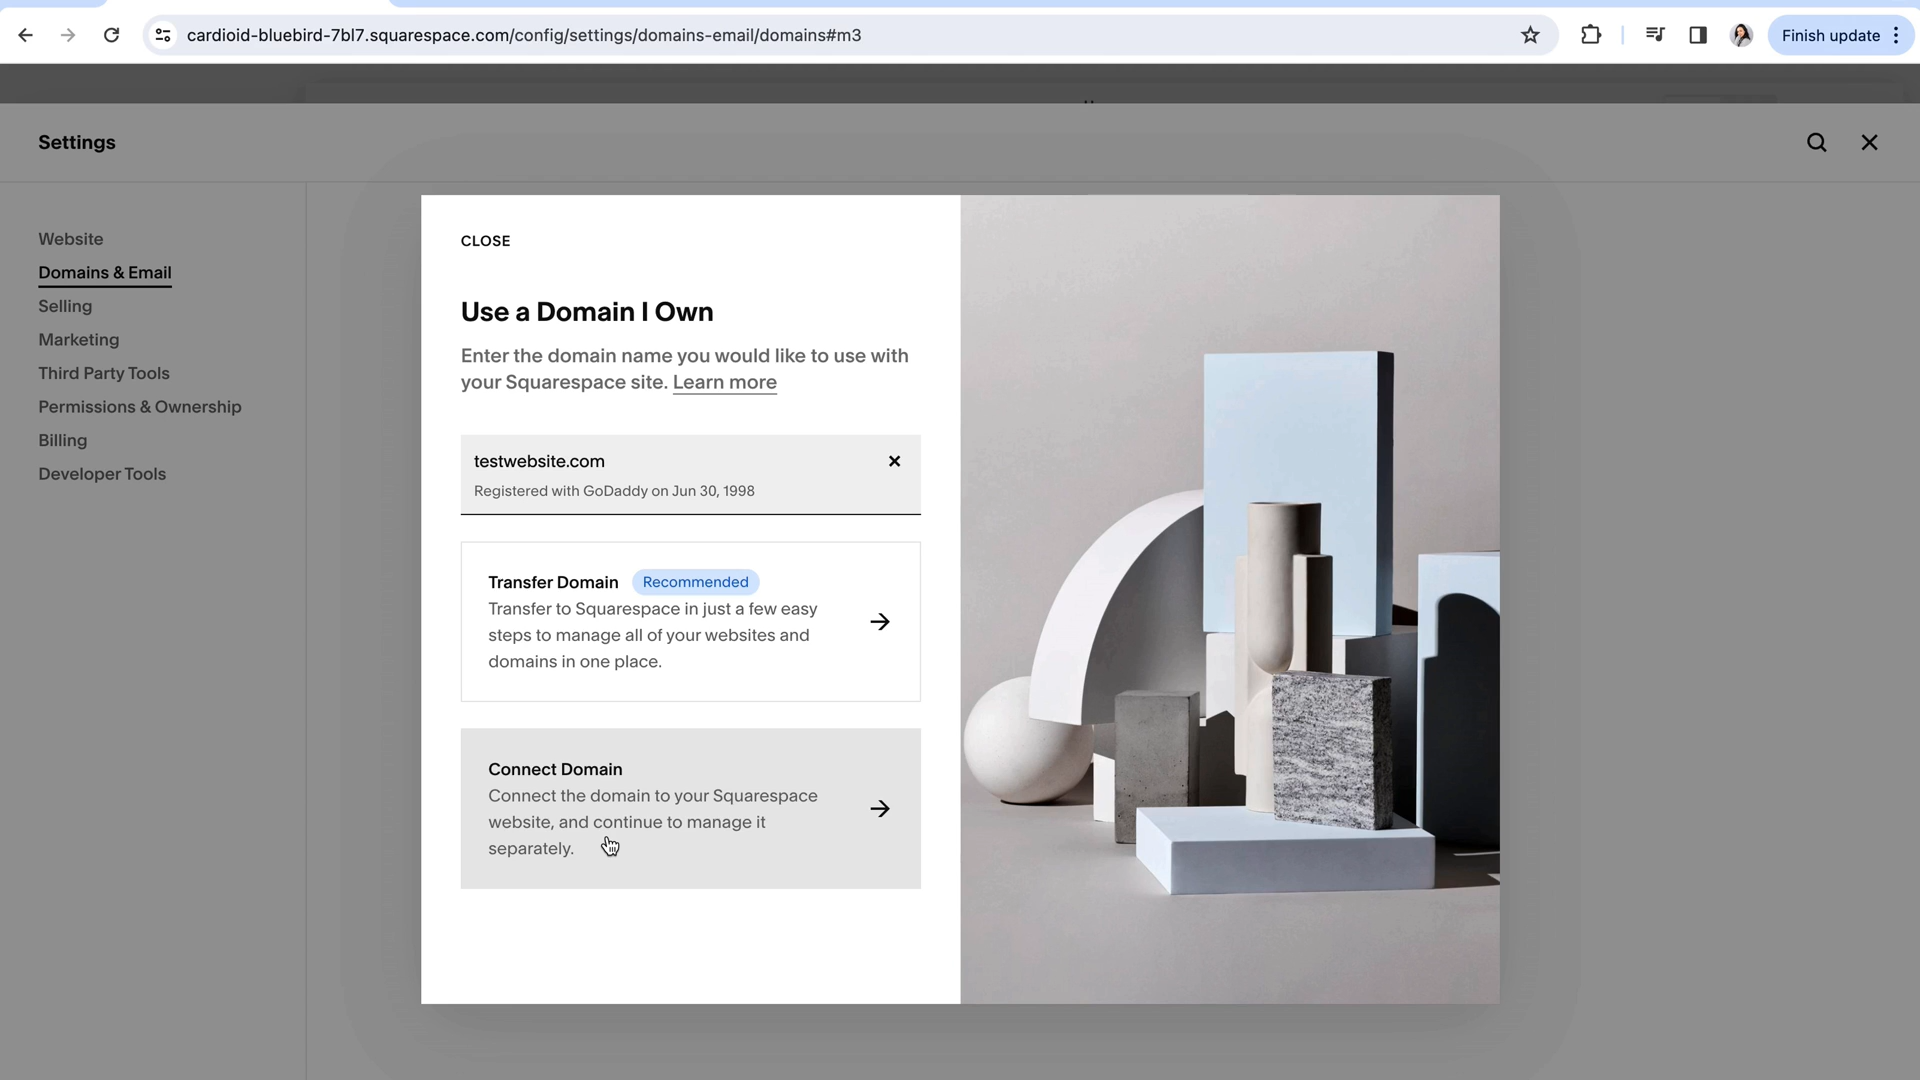 cardioid-bluebird-7bl7.squarespace.com/config/settings/domains-email/domains#m3
Finish update
Settings
Website
Domains & Email
Selling
Marketing
Third Party Tools
Permissions & Ownership
Billing
Developer Tools
CLOSE
Use a Domain I Own
Enter the domain name you would like to use with
your Squarespace site. Learn more
testwebsite.com
Registered with GoDaddy on Jun 30, 1998
Transfer Domain Recommended
Transfer to Squarespace in just a few easy
steps to manage all of your websites and
domains in one place.
Connect Domain
Connect the domain to your Squarespace
website, and continue to manage it
separately.